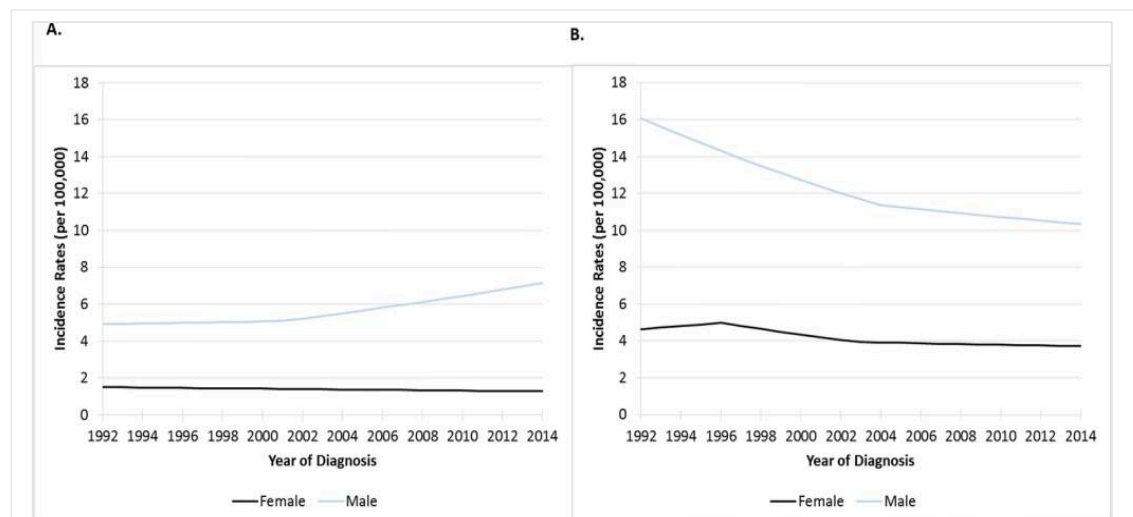 A.
B.
Incidence Rates (per 100,000)
18
16
14
12
10
8
6
4
2
0
1992 1994 1996 1998 2000 2002 2004 2006 2008 2010 2012 2014
Year of Diagnosis
Female Male
Incidence Rates (per 100,000)
18
16
14
12
10
8
6
4
2
0
1992 1994 1996 1998 2000 2002 2004 2006 2008 2010 2012 2014
Year of Diagnosis
Female Male